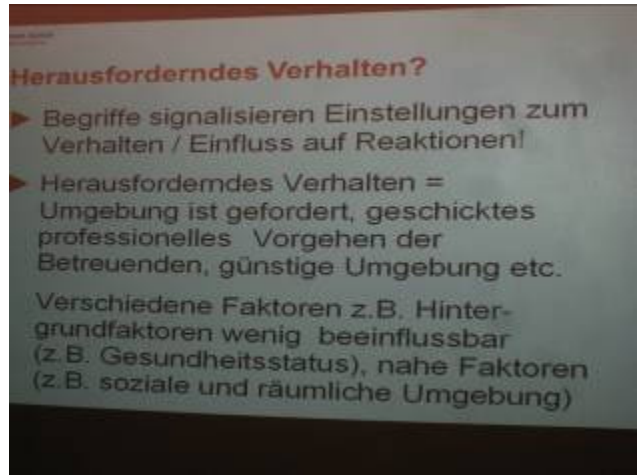 Herausforderndes Verhalten?
▶ Begriffe signalisieren Einstellungen zum
Verhalten / Einfluss auf Reaktionen!
▶ Herausforderndes Verhalten =
Umgebung ist gefordert, geschicktes
professionelles Vorgehen der
Betreuenden, günstige Umgebung etc.
Verschiedene Faktoren z.B. Hinter-
grundfaktoren wenig beeinflussbar
(z.B. Gesundheitsstatus), nahe Faktoren
(z.B. soziale und räumliche Umgebung)